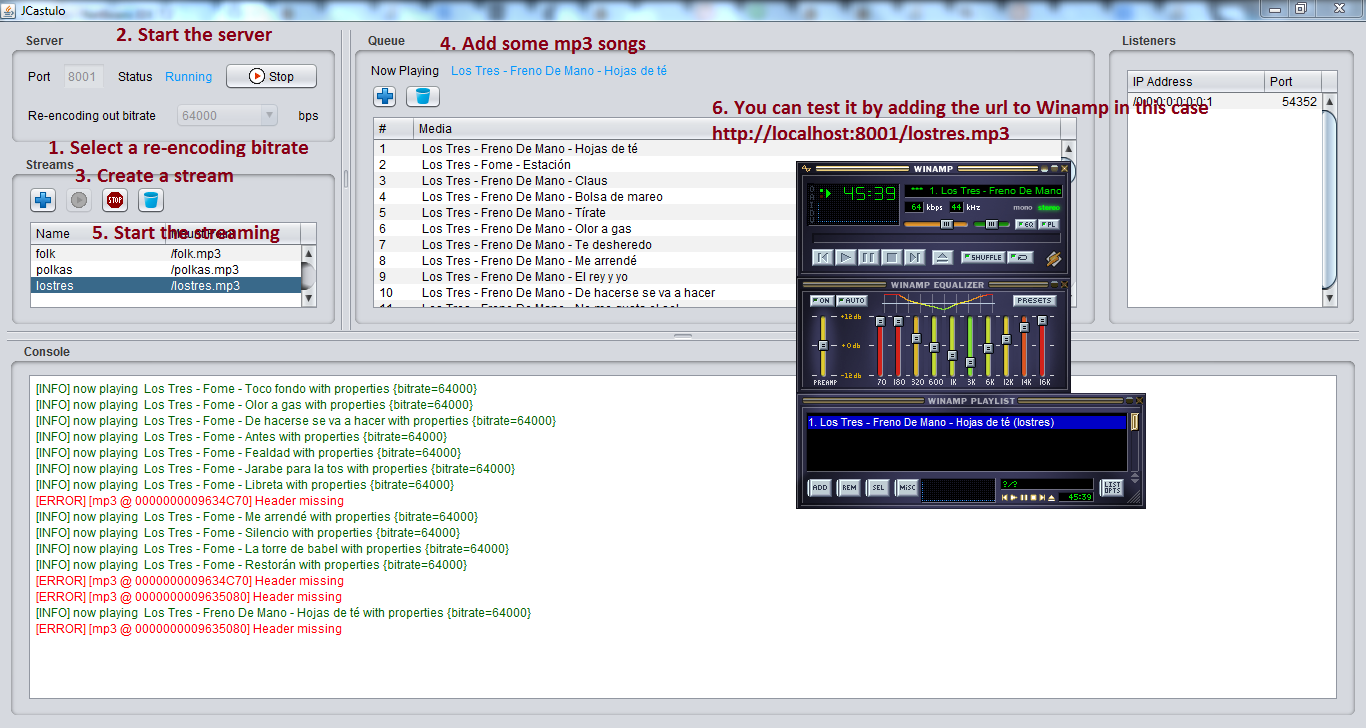 JCastulo
Server
2. Start the server
Port 8001 Status Running Stop
Re-encoding out bitrate 64000 bps
1. Select a re-encoding bitrate
Streams
3. Create a stream
STOP
Name
5. Start the streaming
folk /folk.mp3
polkas /polkas.mp3
lostres /lostres.mp3
Queue
4. Add some mp3 songs
Now Playing Los Tres - Freno De Mano - Hojas de té
# Media
1 Los Tres - Freno De Mano - Hojas de té
2 Los Tres - Fome - Estación
3 Los Tres - Freno De Mano - Claus
4 Los Tres - Freno De Mano - Bolsa de mareo
5 Los Tres - Freno De Mano - Tírate
6 Los Tres - Freno De Mano - Olor a gas
7 Los Tres - Freno De Mano - Te desheredo
8 Los Tres - Freno De Mano - Me arrendé
9 Los Tres - Freno De Mano - El rey y yo
10 Los Tres - Freno De Mano - De hacerse se va a hacer
Listeners
IP Address Port
/0:0:0:0:0:0:0:1 54352
6. You can test it by adding the url to Winamp in this case
http://localhost:8001/lostres.mp3
WINAMP
45:39
*** 1. Los Tres - Freno De Mano
64 kbps 44 kHz mono stereo
EQ PL
SHUFFLE
WINAMP EQUALIZER
ON AUTO PRESETS
+12 db
+0 db
-12 db
PREAMP 70 180 320 600 1K 3K 6K 12K 14K 16K
WINAMP PLAYLIST
1. Los Tres - Freno De Mano - Hojas de té (lostres)
ADD REM SEL MISC
?/?
45:39
LIST OPTS
Console
[INFO] now playing Los Tres - Fome - Toco fondo with properties {bitrate=64000}
[INFO] now playing Los Tres - Fome - Olor a gas with properties {bitrate=64000}
[INFO] now playing Los Tres - Fome - De hacerse se va a hacer with properties {bitrate=64000}
[INFO] now playing Los Tres - Fome - Antes with properties {bitrate=64000}
[INFO] now playing Los Tres - Fome - Fealdad with properties {bitrate=64000}
[INFO] now playing Los Tres - Fome - Jarabe para la tos with properties {bitrate=64000}
[INFO] now playing Los Tres - Fome - Libreta with properties {bitrate=64000}
[ERROR] [mp3 @ 0000000009634C70] Header missing
[INFO] now playing Los Tres - Fome - Me arrendé with properties {bitrate=64000}
[INFO] now playing Los Tres - Fome - Silencio with properties {bitrate=64000}
[INFO] now playing Los Tres - Fome - La torre de babel with properties {bitrate=64000}
[INFO] now playing Los Tres - Fome - Restorán with properties {bitrate=64000}
[ERROR] [mp3 @ 0000000009634C70] Header missing
[ERROR] [mp3 @ 0000000009635080] Header missing
[INFO] now playing Los Tres - Freno De Mano - Hojas de té with properties {bitrate=64000}
[ERROR] [mp3 @ 0000000009635080] Header missing